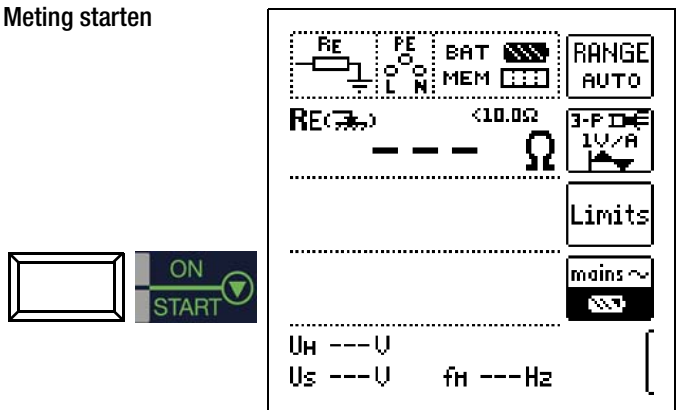 Meting starten
RE PE BAT
L N MEM
RANGE
AUTO
RE( ) <10.0Ω
--- Ω
3-P
1V/A
Limits
ON
START
mains ~
UH ---V
US ---V fH ---Hz